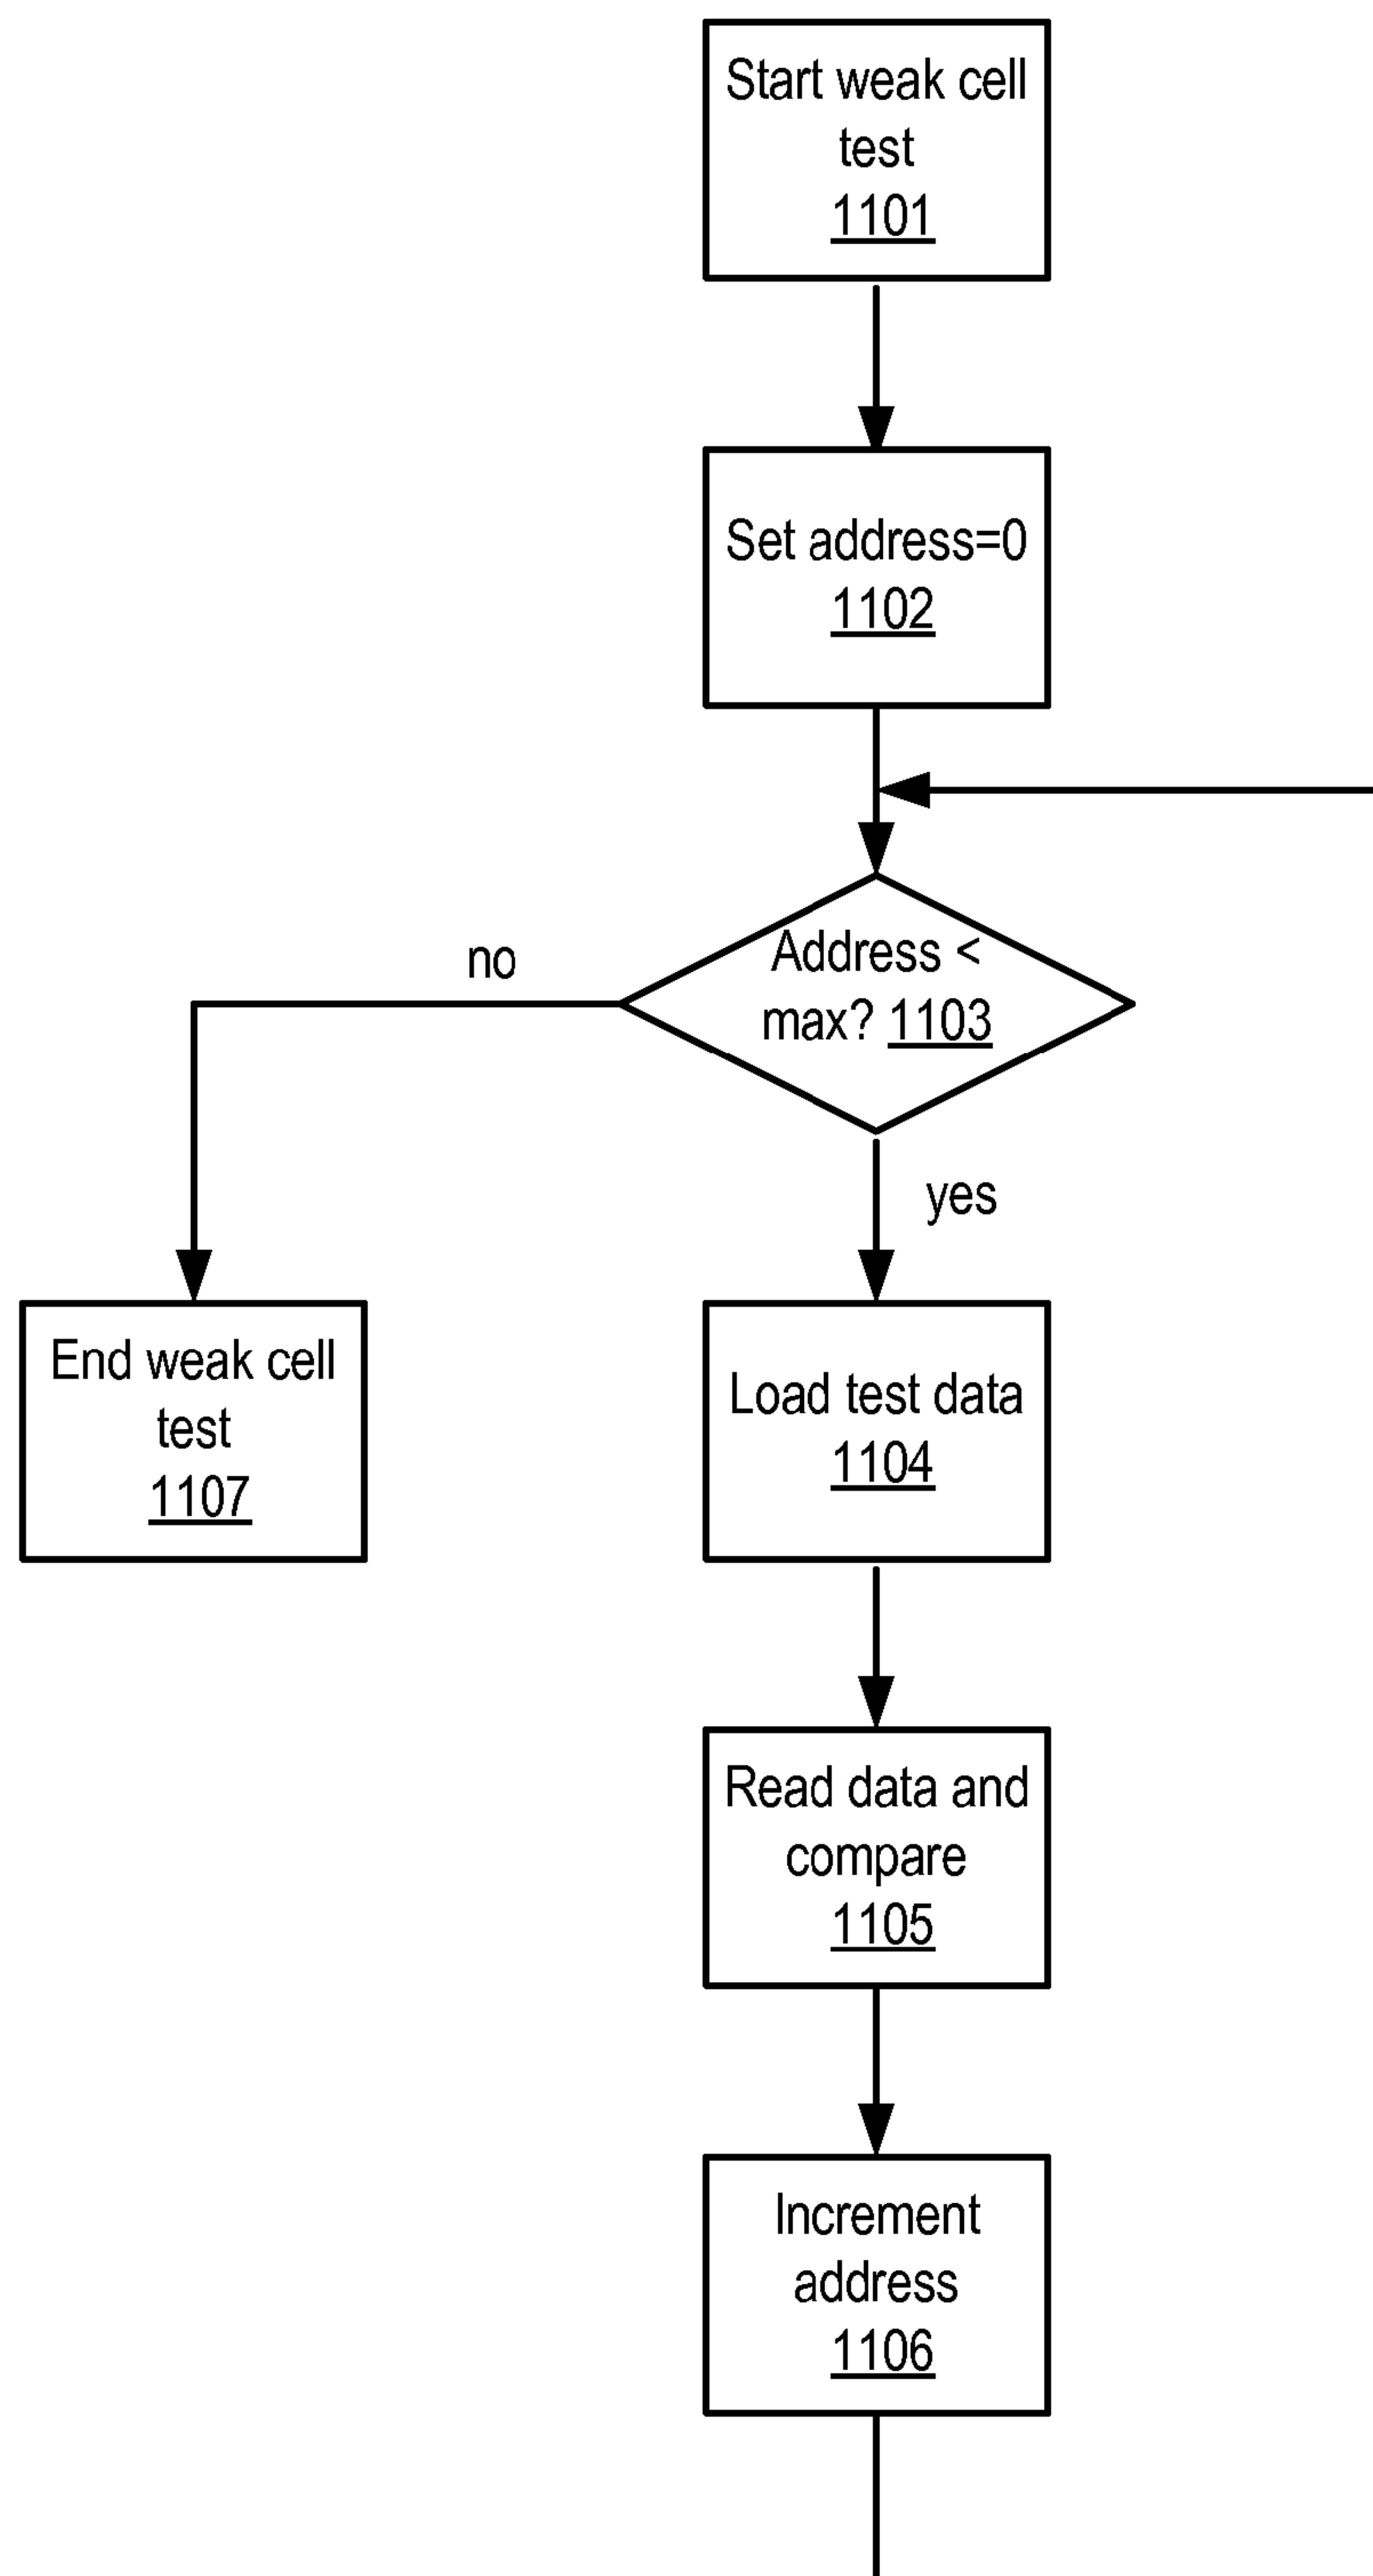 Start weak cell
test
1101
Set address=0
1102
no
Address <
max? 1103
yes
End weak cell
test
1107
Load test data
1104
Read data and
compare
1105
Increment
address
1106